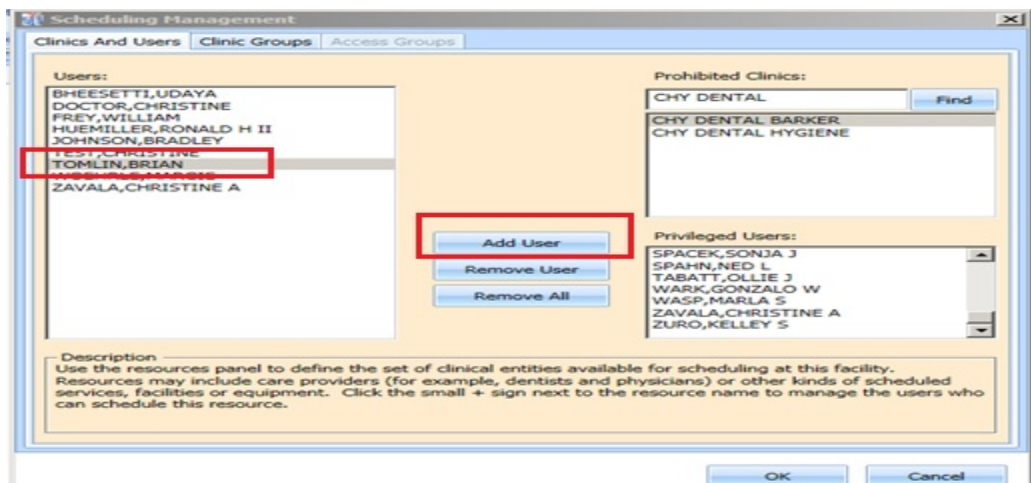 Scheduling Management
Clinics And Users
Clinic Groups
Access Groups
Users:
BHEESETTI,UDAYA
DOCTOR,CHRISTINE
FREY,WILLIAM
HUEMILLER,RONALD H II
JOHNSON,BRADLEY
TEST,CHRISTINE
TOMLIN,BRIAN
ZAVALA,CHRISTINE A
Add User
Remove User
Remove All
Prohibited Clinics:
CHY DENTAL
Find
CHY DENTAL BARKER
CHY DENTAL HYGIENE
Privileged Users:
SPACEK,SONJA J
SPAHN,NED L
TABATT,OLLIE J
WARK,GONZALO W
WASP,MARLA S
ZAVALA,CHRISTINE A
ZURO,KELLEY S
Description
Use the resources panel to define the set of clinical entities available for scheduling at this facility.
Resources may include care providers (for example, dentists and physicians) or other kinds of scheduled
services, facilities or equipment. Click the small + sign next to the resource name to manage the users who
can schedule this resource.
OK
Cancel